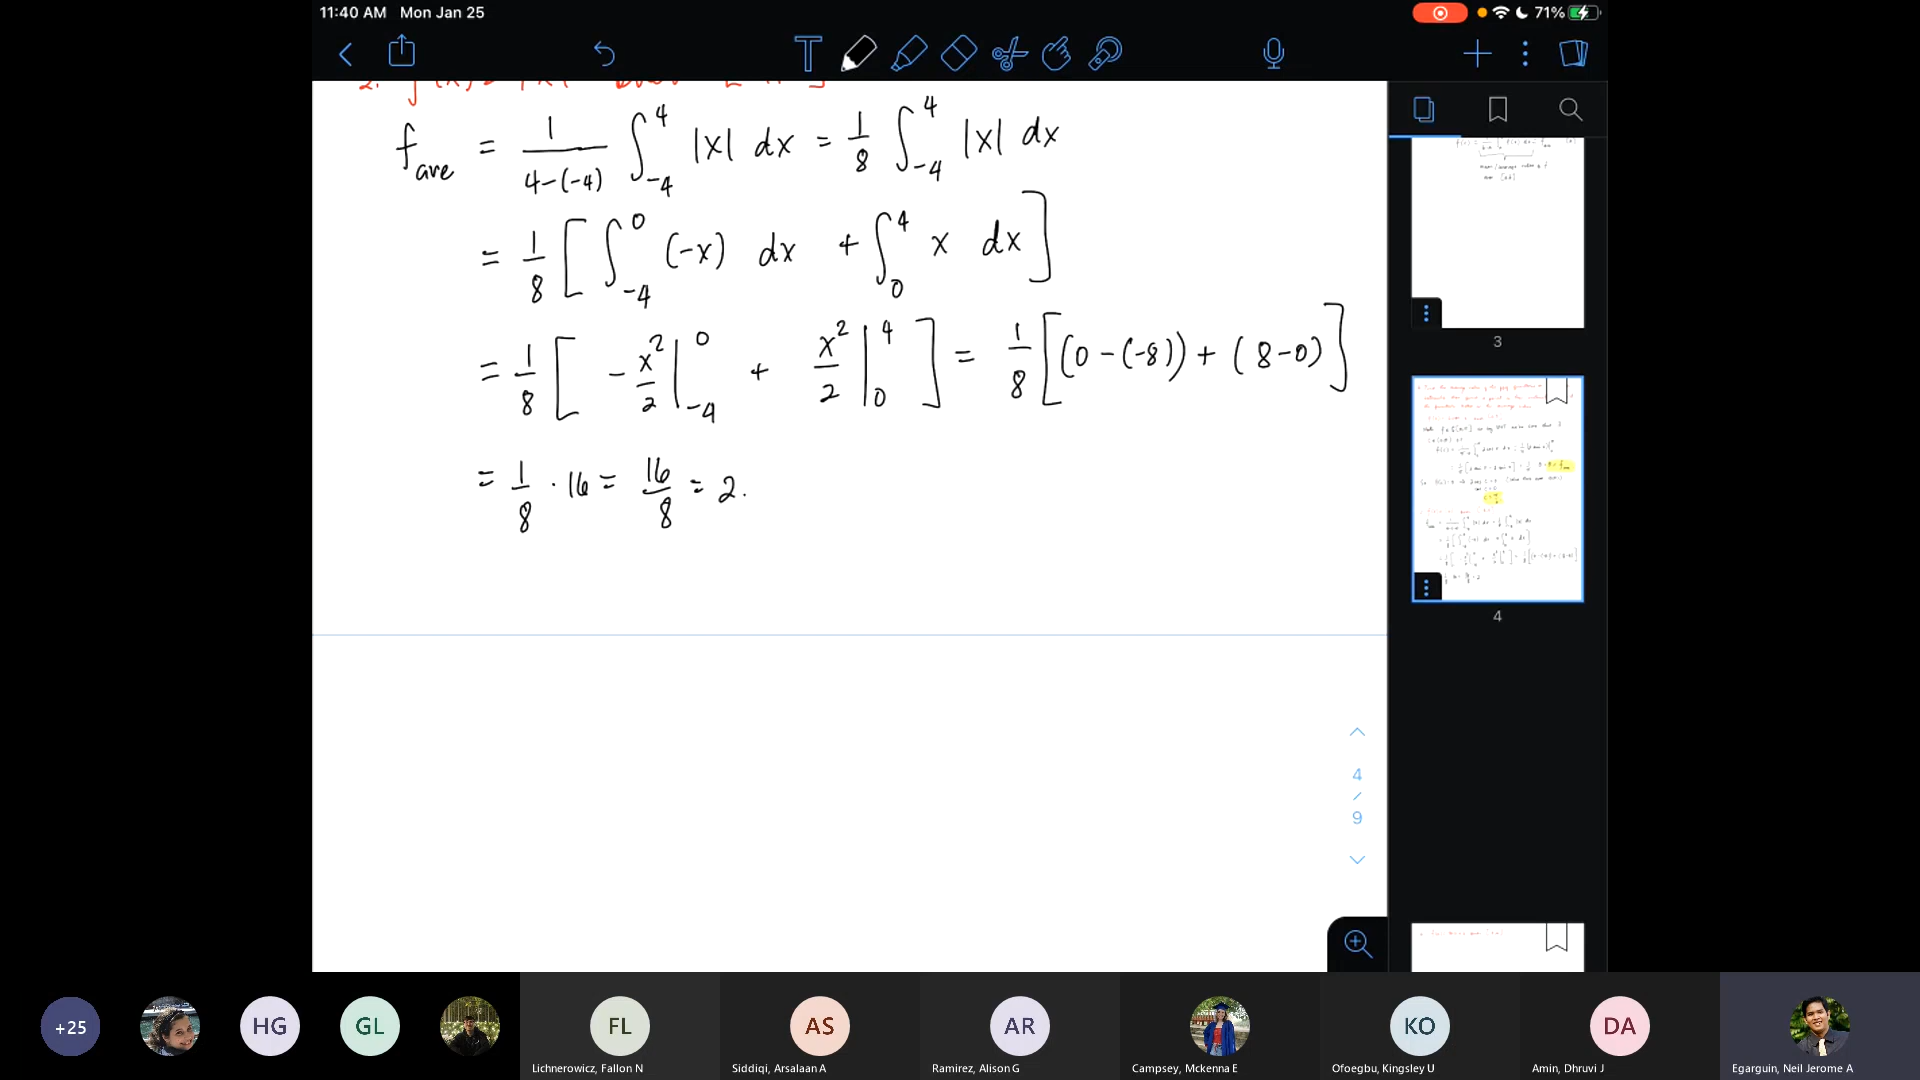 11:40 AM Mon Jan 25
71%
f_ave = 1/(4-(-4)) ∫_{-4}^{4} |x| dx = 1/8 ∫_{-4}^{4} |x| dx
= 1/8 [ ∫_{-4}^{0} (-x) dx + ∫_{0}^{4} x dx ]
= 1/8 [ -x²/2 |_{-4}^{0} + x²/2 |_{0}^{4} ] = 1/8 [(0-(-8)) + (8-0)]
= 1/8 · 16 = 16/8 = 2.
3
4
4
/
9
+25
HG
GL
FL
AS
AR
KO
DA
Lichnerowicz, Fallon N
Siddiqi, Arsalaan A
Ramirez, Alison G
Campsey, Mckenna E
Ofoegbu, Kingsley U
Amin, Dhruvi J
Egarguin, Neil Jerome A